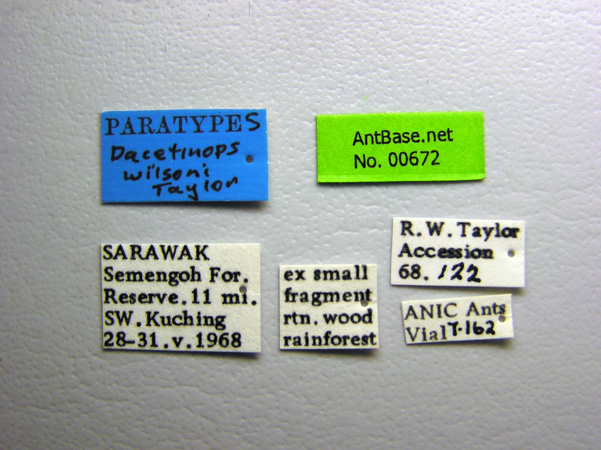 PARATYPES
Dacetinops
wilsoni
Taylor
AntBase.net
No. 00672
SARAWAK
Semengoh For.
Reserve. 11 mi.
SW. Kuching
28-31.v.1968
ex small
fragment
rtn. wood
rainforest
R.W. Taylor
Accession
68.122
ANIC Ants
Vial T.162